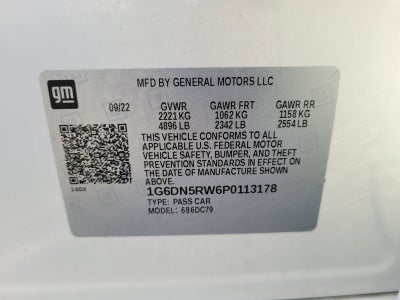 gm
MFD BY GENERAL MOTORS LLC
09/22 GVWR GAWR FRT GAWR RR
2221 KG 1062 KG 1158 KG
4896 LB 2342 LB 2554 LB
THIS VEHICLE CONFORMS TO ALL
APPLICABLE U.S. FEDERAL MOTOR
VEHICLE SAFETY, BUMPER, AND THEFT
PREVENTION STANDARDS IN EFFECT ON
THE DATE OF MANUFACTURE SHOWN ABOVE.
148X
1G6DN5RW6P0113178
TYPE: PASS CAR
MODEL: 686DC79